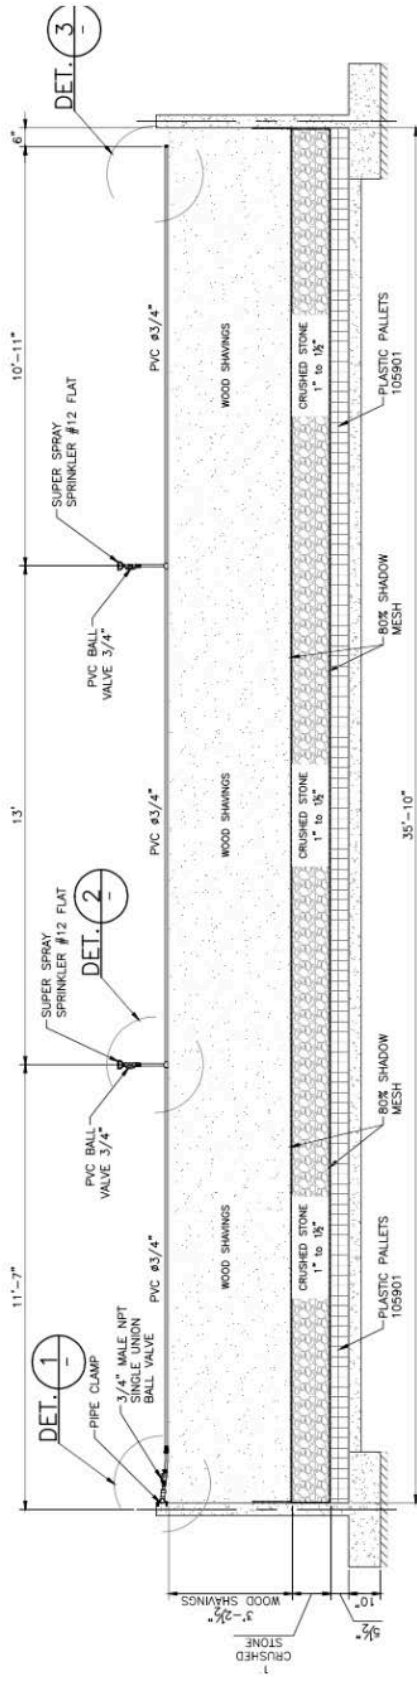 11'-7"
13'
10'-11"
6"
DET. 1
-
PIPE CLAMP
3/4" MALE NPT
SINGLE UNION
BALL VALVE
PVC BALL
VALVE 3/4"
SUPER SPRAY
SPRINKLER #12 FLAT
DET. 2
-
PVC BALL
VALVE 3/4"
SUPER SPRAY
SPRINKLER #12 FLAT
DET. 3
-
PVC Ø3/4"
PVC Ø3/4"
PVC Ø3/4"
WOOD SHAVINGS
WOOD SHAVINGS
WOOD SHAVINGS
3'-2½"
WOOD SHAVINGS
1'
CRUSHED
STONE
5½"
10"
CRUSHED STONE
1" to 1½"
CRUSHED STONE
1" to 1½"
CRUSHED STONE
1" to 1½"
PLASTIC PALLETS
105901
80% SHADOW
MESH
80% SHADOW
MESH
PLASTIC PALLETS
105901
35'-10"